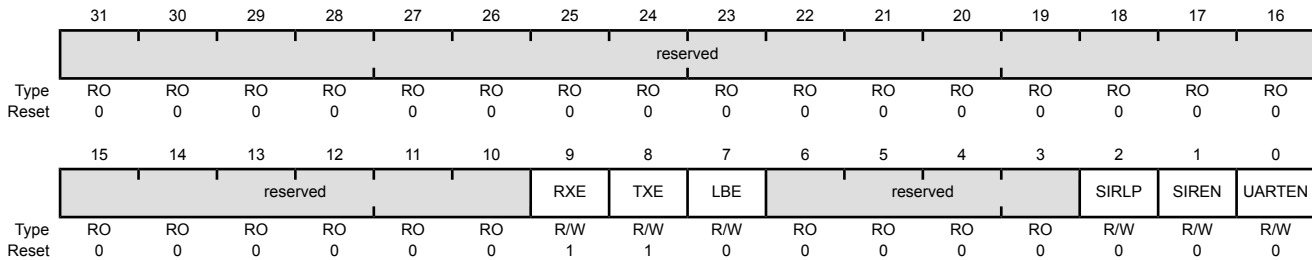 31 30 29 28 27 26 25 24 23 22 21 20 19 18 17 16
reserved
Type RO RO RO RO RO RO RO RO RO RO RO RO RO RO RO RO
Reset 0 0 0 0 0 0 0 0 0 0 0 0 0 0 0 0
15 14 13 12 11 10 9 8 7 6 5 4 3 2 1 0
reserved RXE TXE LBE reserved SIRLP SIREN UARTEN
Type RO RO RO RO RO RO R/W R/W R/W RO RO RO RO R/W R/W R/W
Reset 0 0 0 0 0 0 1 1 0 0 0 0 0 0 0 0